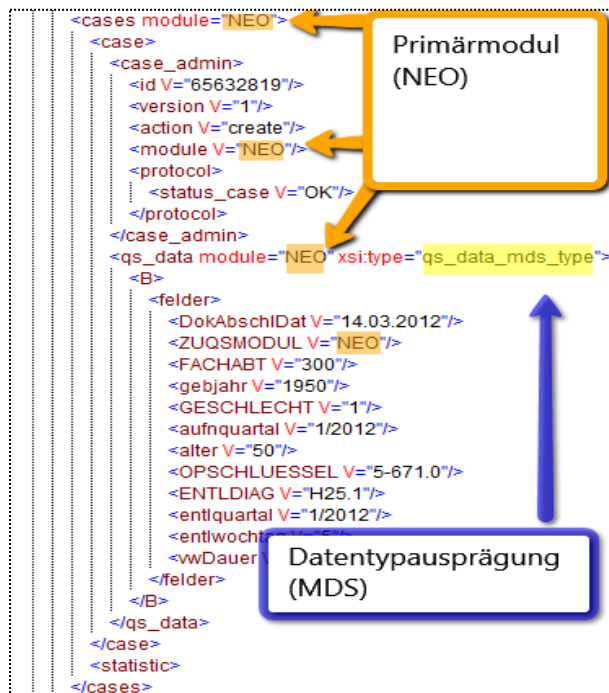 <cases module="NEO">
<case>
<case_admin>
<id V="65632819"/>
<version V="1"/>
<action V="create"/>
<module V="NEO"/>
<protocol>
<status_case V="OK"/>
</protocol>
</case_admin>
<qs_data module="NEO" xsi:type="qs_data_mds_type">
<B>
<felder>
<DokAbschlDat V="14.03.2012"/>
<ZUQSMODUL V="NEO"/>
<FACHABT V="300"/>
<gebjahr V="1950"/>
<GESCHLECHT V="1"/>
<aufnquartal V="1/2012"/>
<alter V="50"/>
<OPSCHLUESSEL V="5-671.0"/>
<ENTLDIAG V="H25.1"/>
<entlquartal V="1/2012"/>
<entlwochtag
<vwDauer
</felder>
</B>
</qs_data>
</case>
<statistic>
</cases>
Primärmodul
(NEO)
Datentypausprägung
(MDS)